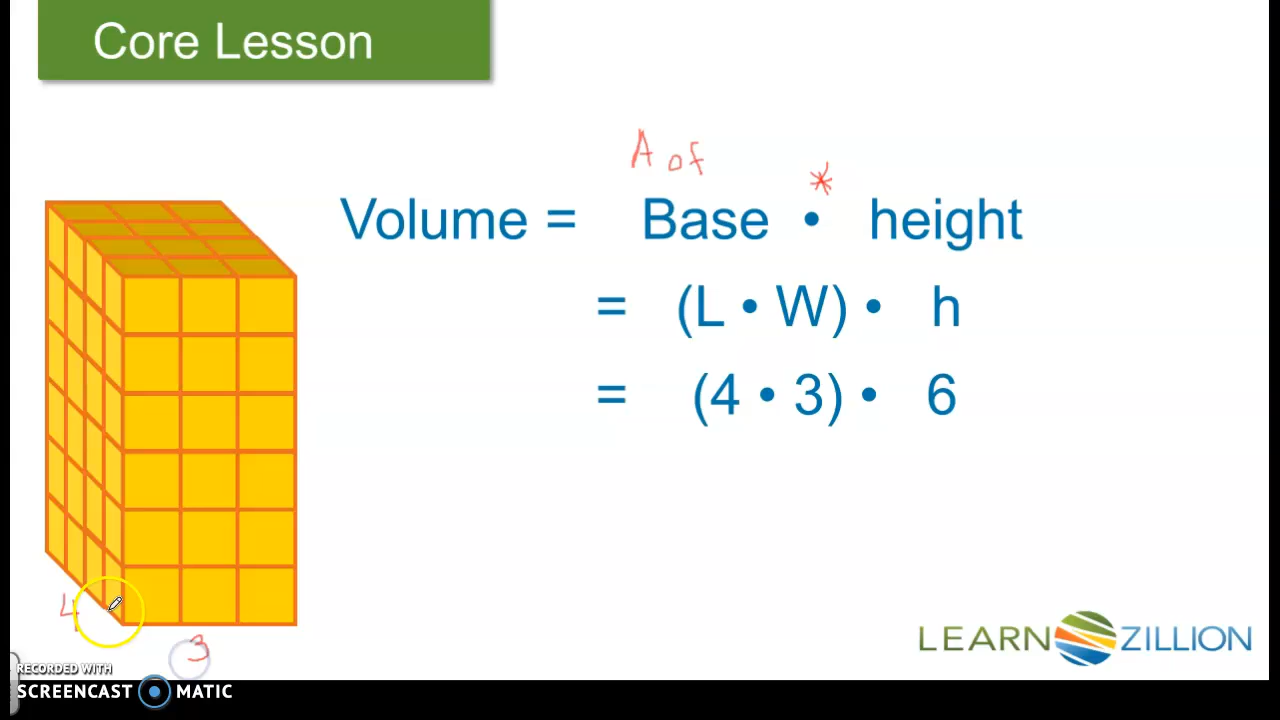 Core Lesson
A of *
Volume = Base • height
= (L • W) • h
= (4 • 3) • 6
4
3
LEARN ZILLION
RECORDED WITH
SCREENCAST MATIC